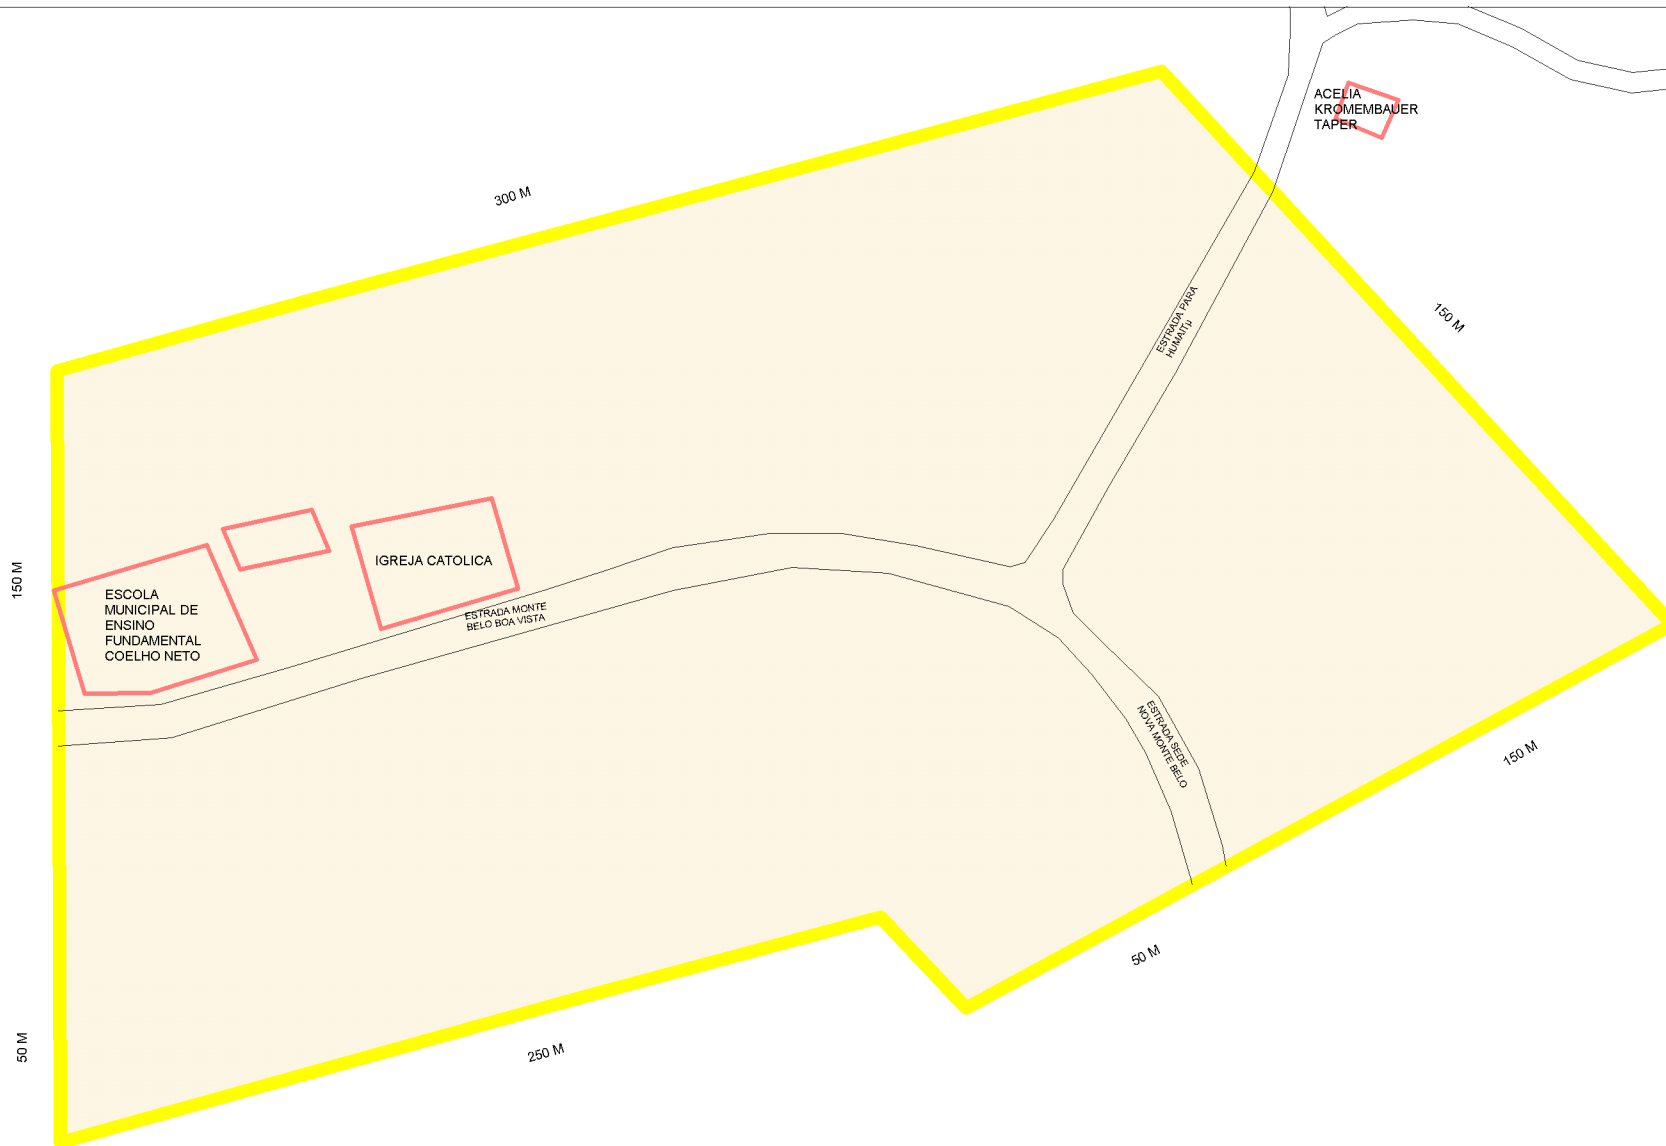 ACELIA
KROMEMBAUER
TAPER
300 M
150 M
ESTRADA PARA
HUMAITµ
IGREJA CATOLICA
150 M
ESCOLA
MUNICIPAL DE
ENSINO
FUNDAMENTAL
COELHO NETO
ESTRADA MONTE
BELO BOA VISTA
ESTRADA SEDE
NOVA MONTE BELO
150 M
50 M
50 M
250 M